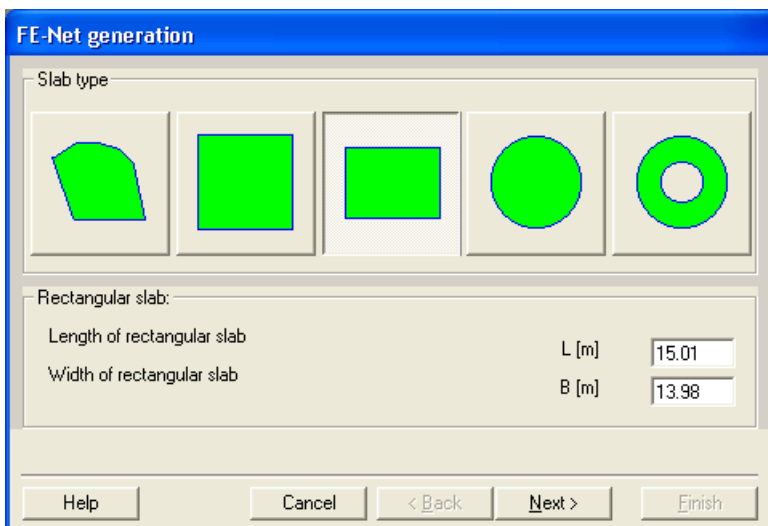 FE-Net generation
Slab type
Rectangular slab:
Length of rectangular slab L [m] 15.01
Width of rectangular slab B [m] 13.98
Help Cancel < Back Next > Finish